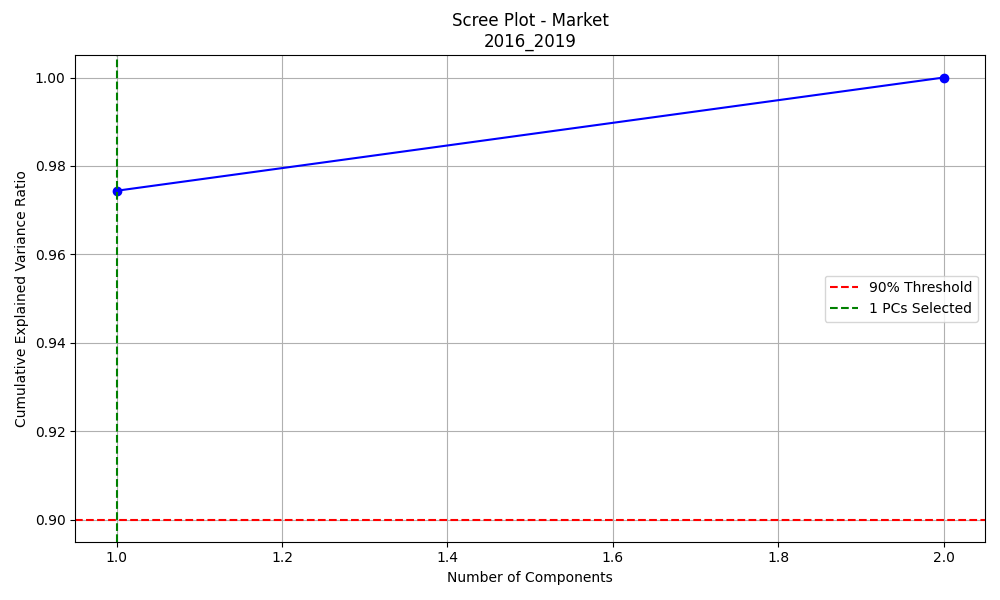 Scree Plot - Market
2016_2019
Cumulative Explained Variance Ratio
1.00
0.98
0.96
0.94
0.92
0.90
90% Threshold
1 PCs Selected
1.0 1.2 1.4 1.6 1.8 2.0
Number of Components